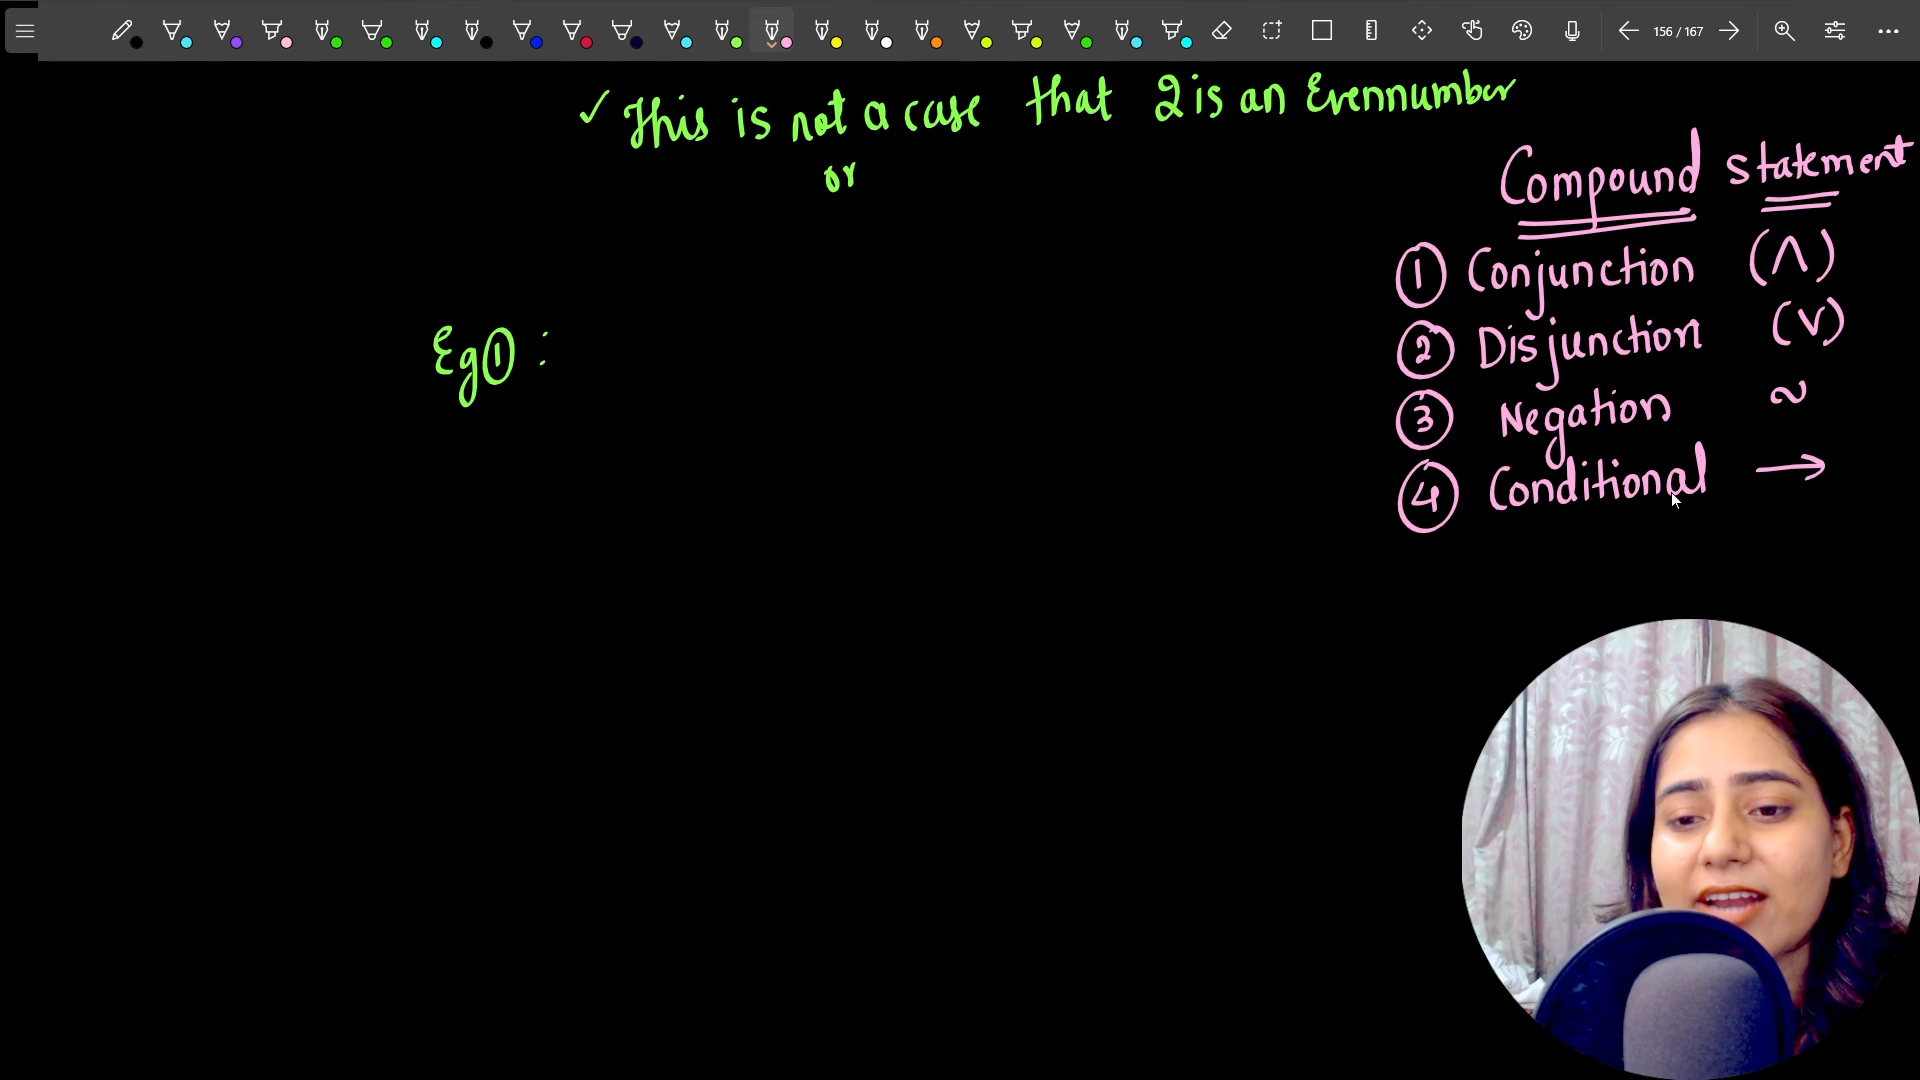 156 / 167
✓ This is not a case that 2 is an Evennumber
or
Compound statement
① Conjunction (∧)
② Disjunction (∨)
③ Negation ~
④ Conditional →
Eg① :